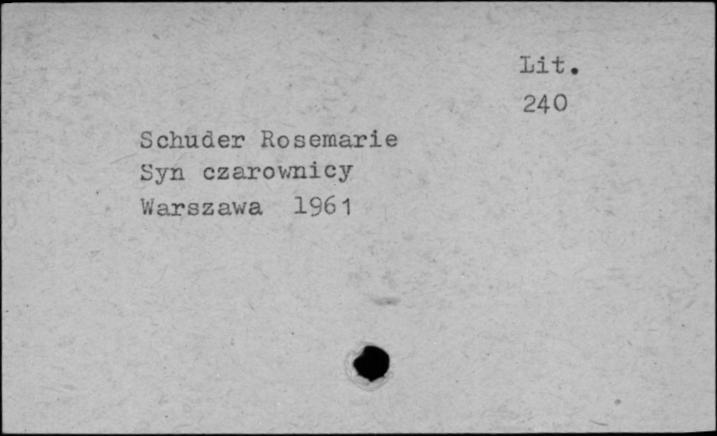 Lit.
240
Schuder Rosemarie
Syn czarownicy
Warszawa 1961